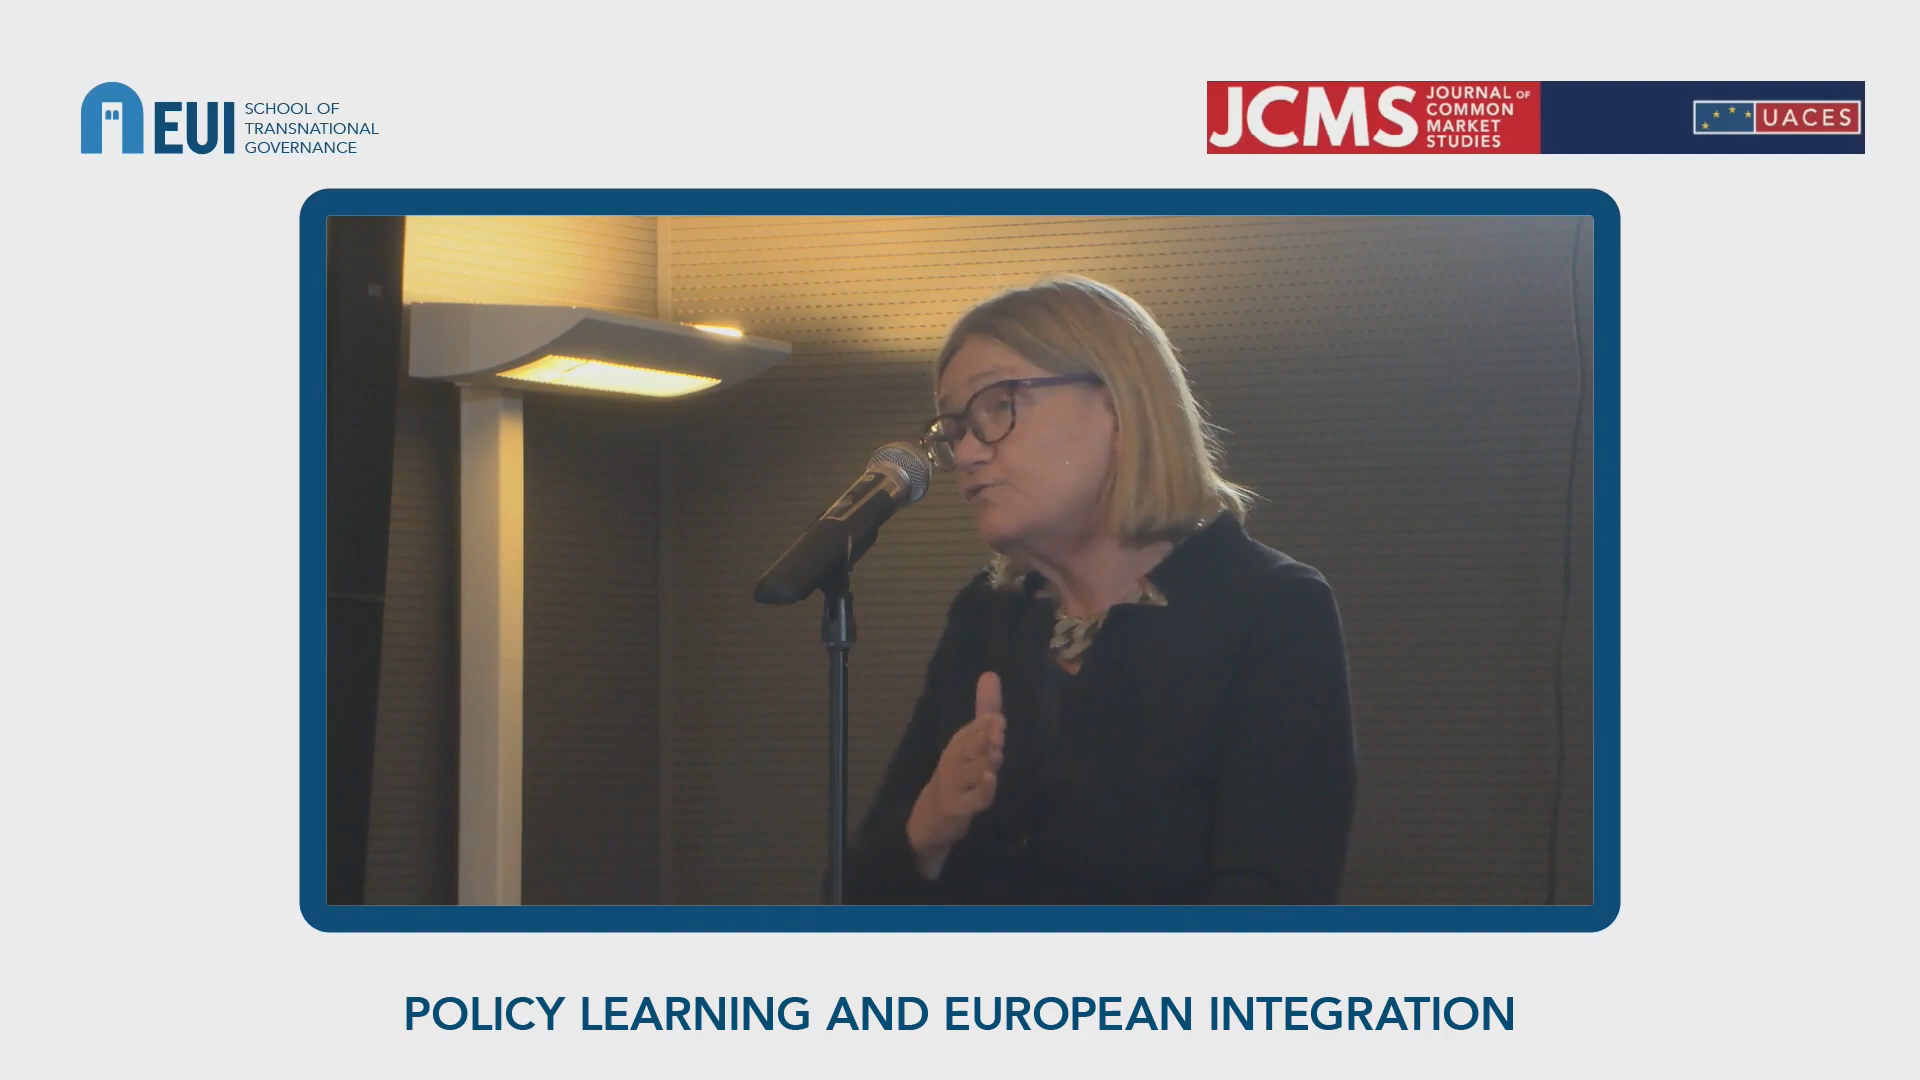 EUI
SCHOOL OF
TRANSNATIONAL
GOVERNANCE
JCMS
JOURNAL OF
COMMON
MARKET
STUDIES
UACES
POLICY LEARNING AND EUROPEAN INTEGRATION